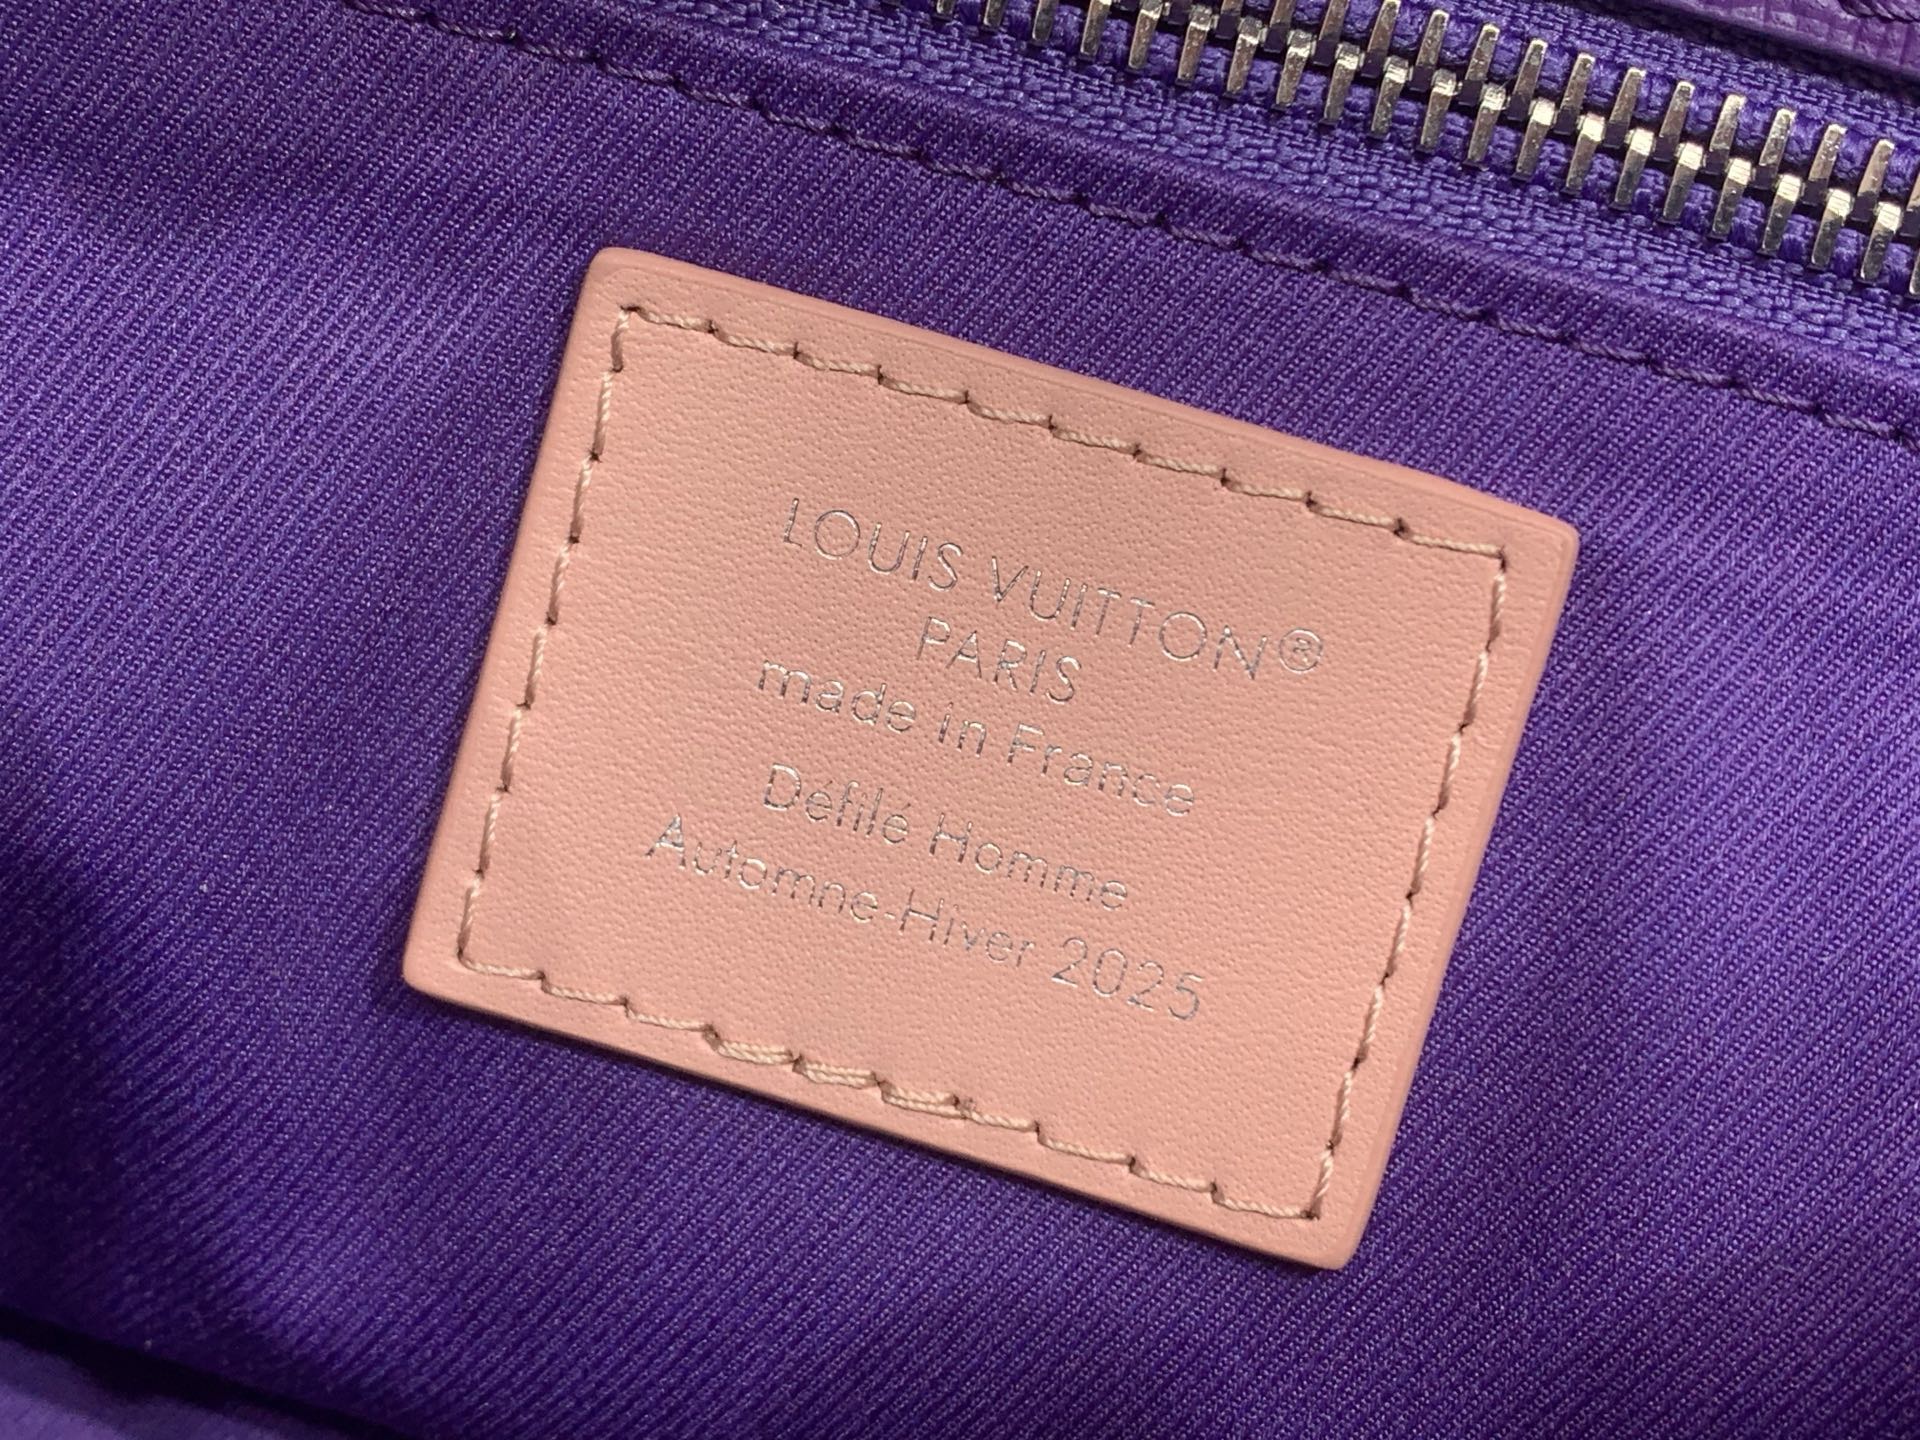 LOUIS VUITTON®
PARIS
made in France
Défilé Homme
Automne-Hiver 2025